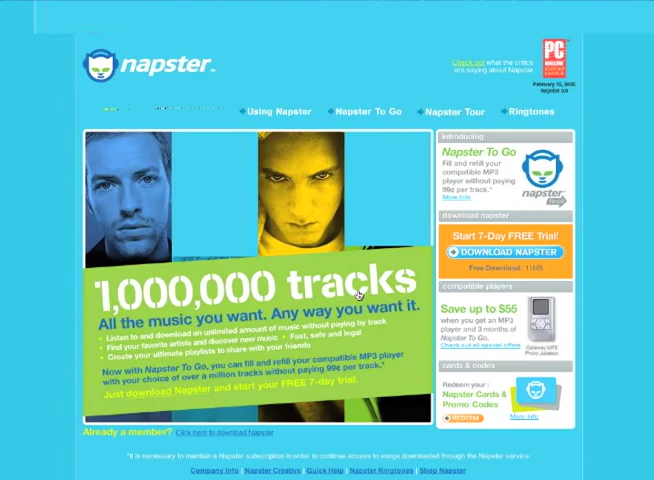 napster
Check out what the critics
are saying about Napster
PC
MAGAZINE
February 15, 2005
Napster 3.0
Using Napster
Napster To Go
Napster Tour
Ringtones
1,000,000 tracks
All the music you want. Any way you want it.
• Listen to and download an unlimited amount of music without paying by track
• Find your favorite artists and discover new music • Fast, safe and legal
• Create your ultimate playlists to share with your friends
Now with Napster To Go, you can fill and refill your compatible MP3 player
with your choice of over a million tracks without paying 99¢ per track.*
Just download Napster and start your FREE 7-day trial.
introducing
Napster To Go
Fill and refill your
compatible MP3
player without paying
99¢ per track.*
More Info
napster
download napster
Start 7-Day FREE Trial!
DOWNLOAD NAPSTER
Free Download:
compatible players
Save up to $55
when you get an MP3
player and 3 months of
Napster To Go.
Check out all special offers
Gateway MP3
Photo Jukebox
cards & codes
Redeem your
Napster Cards &
Promo Codes
REDEEM
More Info
Already a member? Click here to download Napster
*It is necessary to maintain a Napster subscription in order to continue access to songs downloaded through the Napster service.
Company Info | Napster Creative | Quick Help | Napster Ringtones | Shop Napster